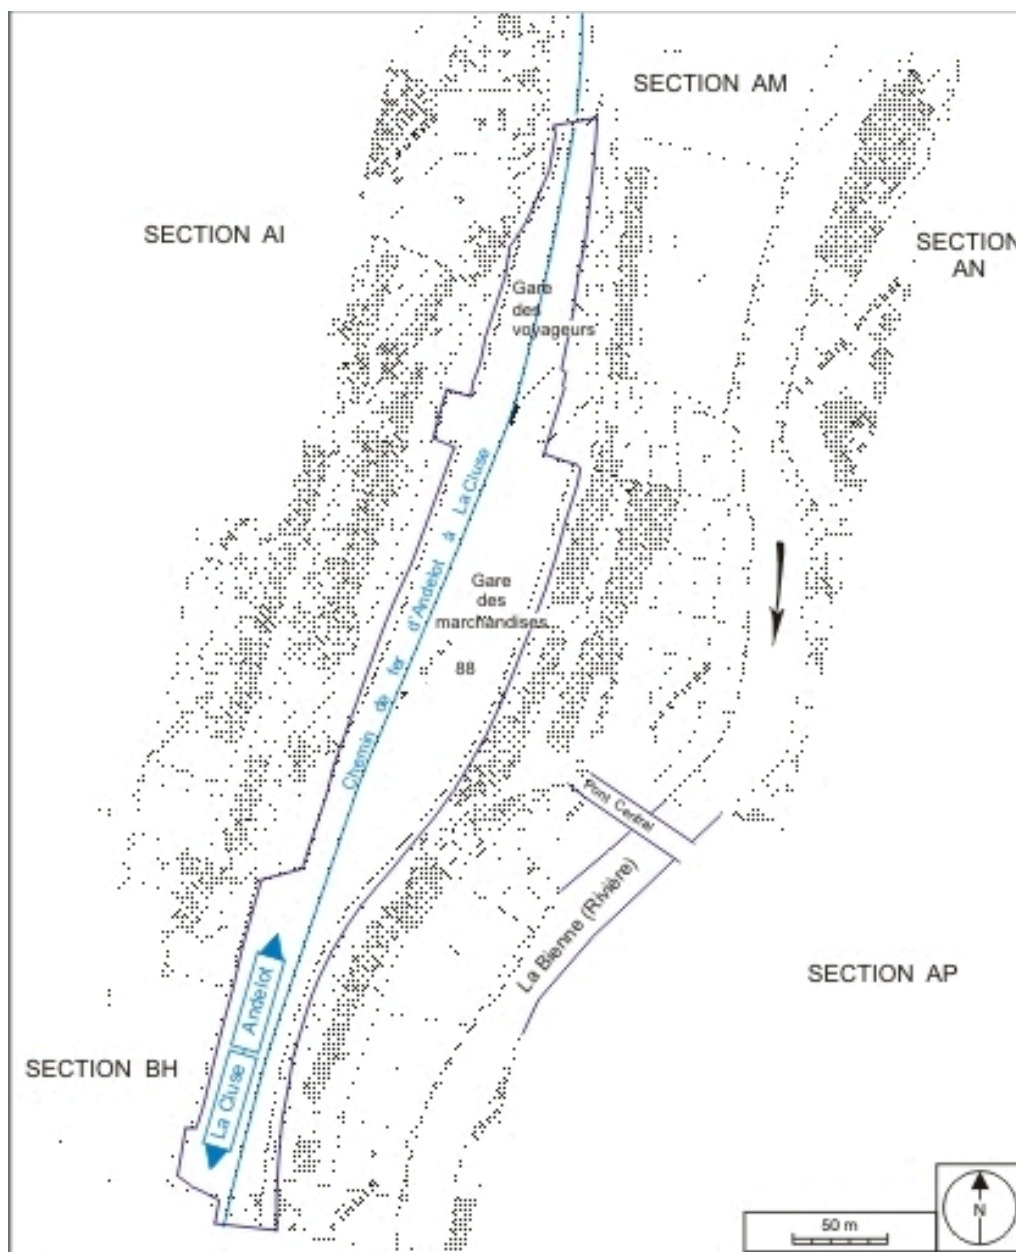 SECTION AM
SECTION AI
SECTION
AN
Gare
des
voyageurs
Chemin de fer d'Andelot à La Cluse
Gare
des
marchandises
88
Pont Central
La Bienne (Rivière)
SECTION AP
Andelot
La Cluse
SECTION BH
50 m
N